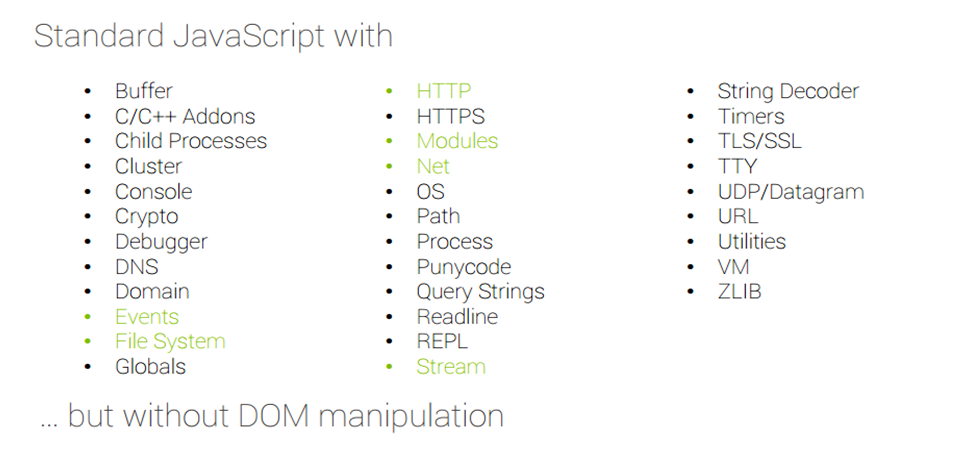 Standard JavaScript with
• Buffer
• C/C++ Addons
• Child Processes
• Cluster
• Console
• Crypto
• Debugger
• DNS
• Domain
• Events
• File System
• Globals
• HTTP
• HTTPS
• Modules
• Net
• OS
• Path
• Process
• Punycode
• Query Strings
• Readline
• REPL
• Stream
• String Decoder
• Timers
• TLS/SSL
• TTY
• UDP/Datagram
• URL
• Utilities
• VM
• ZLIB
... but without DOM manipulation